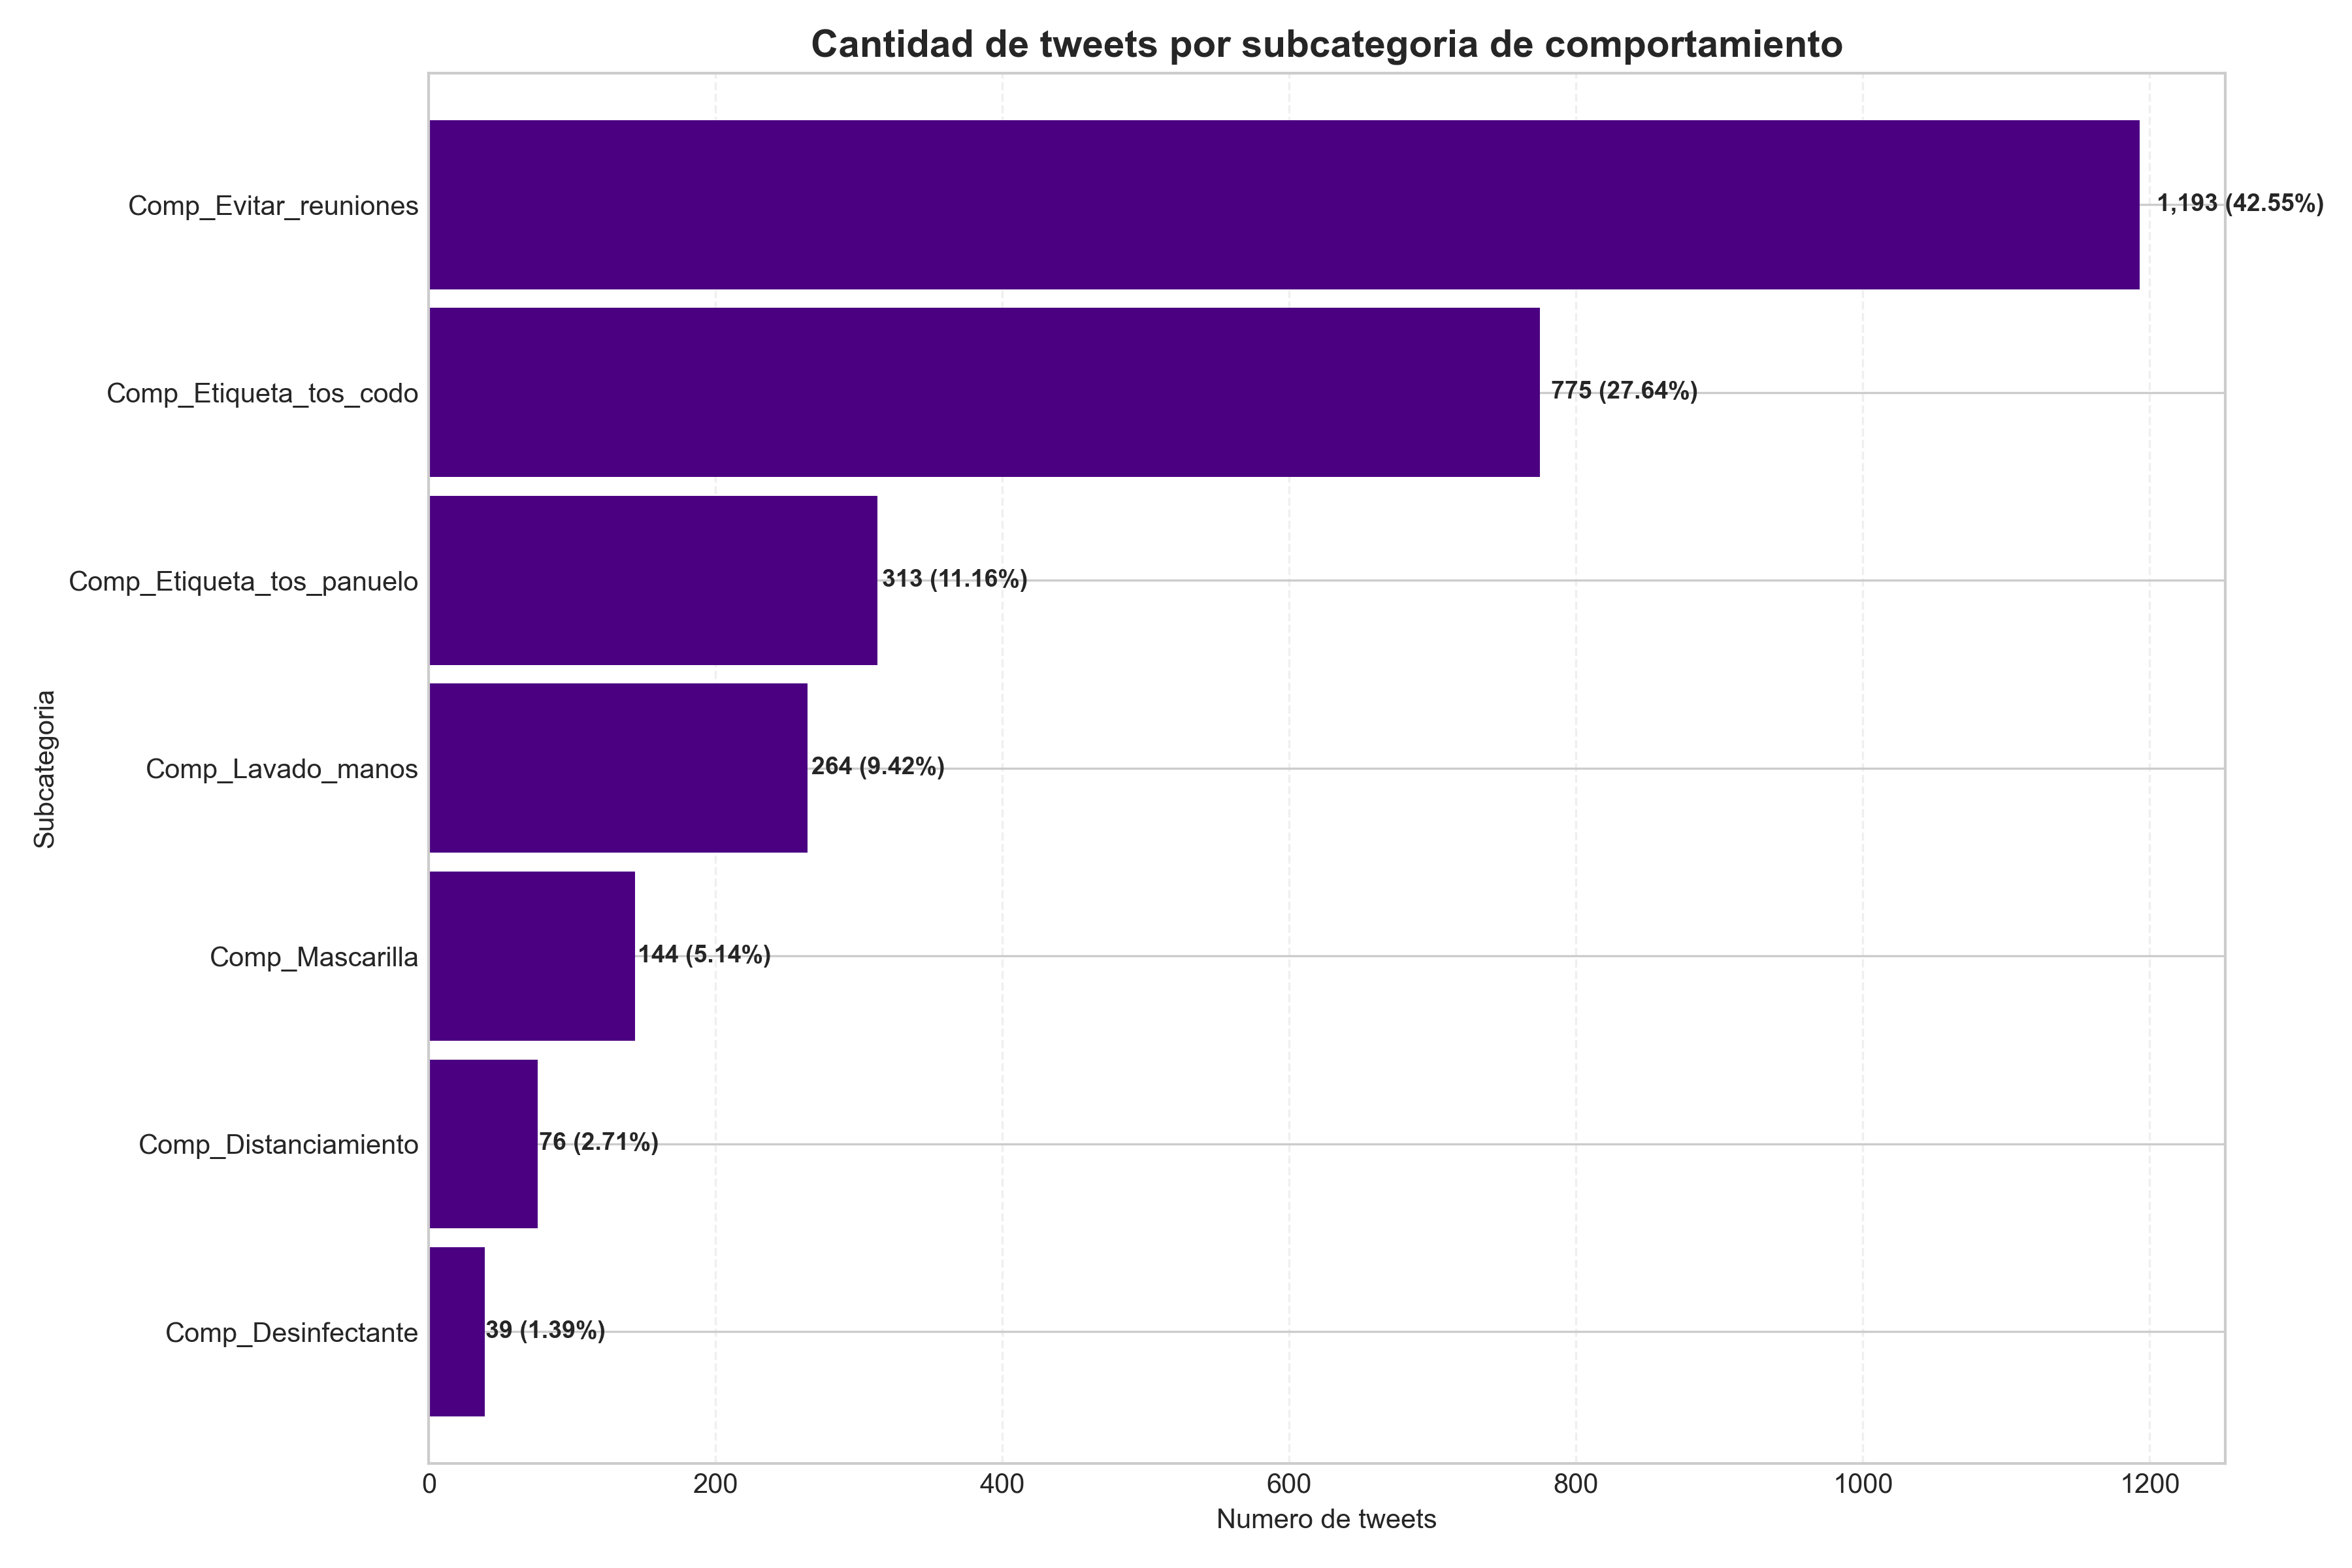 Cantidad de tweets por subcategoria de comportamiento
Subcategoria
Comp_Evitar_reuniones
1,193 (42.55%)
Comp_Etiqueta_tos_codo
775 (27.64%)
Comp_Etiqueta_tos_panuelo
313 (11.16%)
Comp_Lavado_manos
264 (9.42%)
Comp_Mascarilla
144 (5.14%)
Comp_Distanciamiento
76 (2.71%)
Comp_Desinfectante
39 (1.39%)
0 200 400 600 800 1000 1200
Numero de tweets